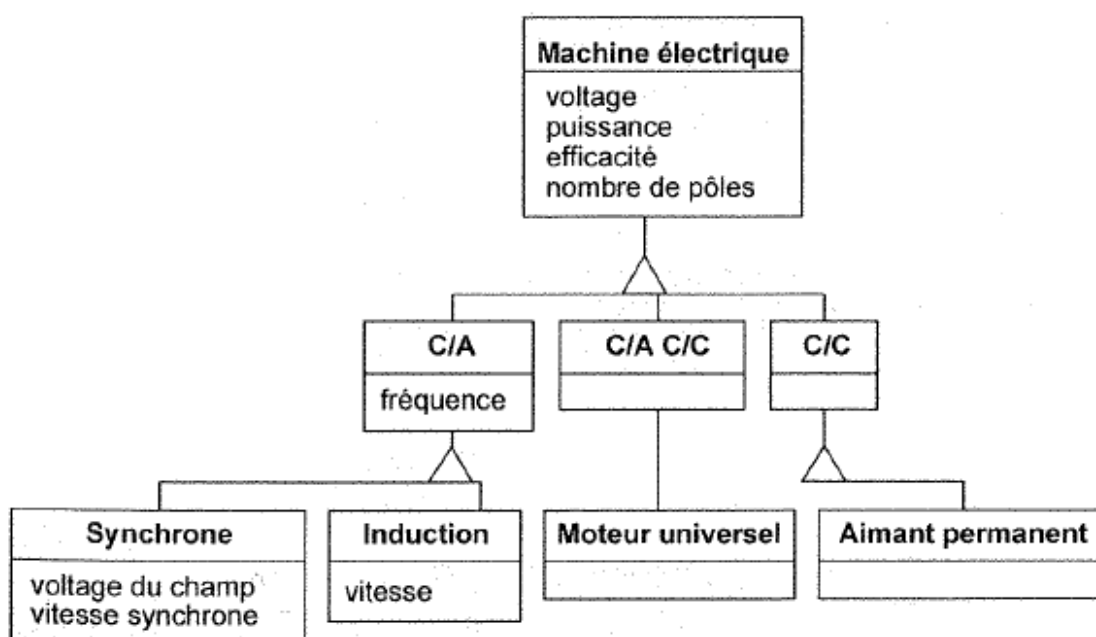 Machine électrique
voltage
puissance
efficacité
nombre de pôles
C/A
fréquence
C/A C/C
C/C
Synchrone
voltage du champ
vitesse synchrone
Induction
vitesse
Moteur universel
Aimant permanent